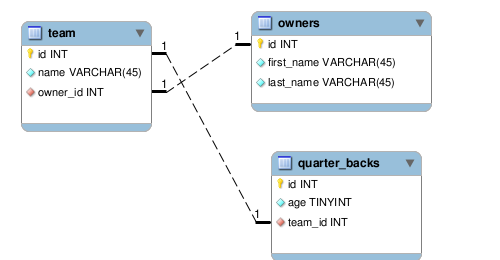 team
id INT
name VARCHAR(45)
owner_id INT
1
1
1
owners
id INT
first_name VARCHAR(45)
last_name VARCHAR(45)
1
quarter_backs
id INT
age TINYINT
team_id INT